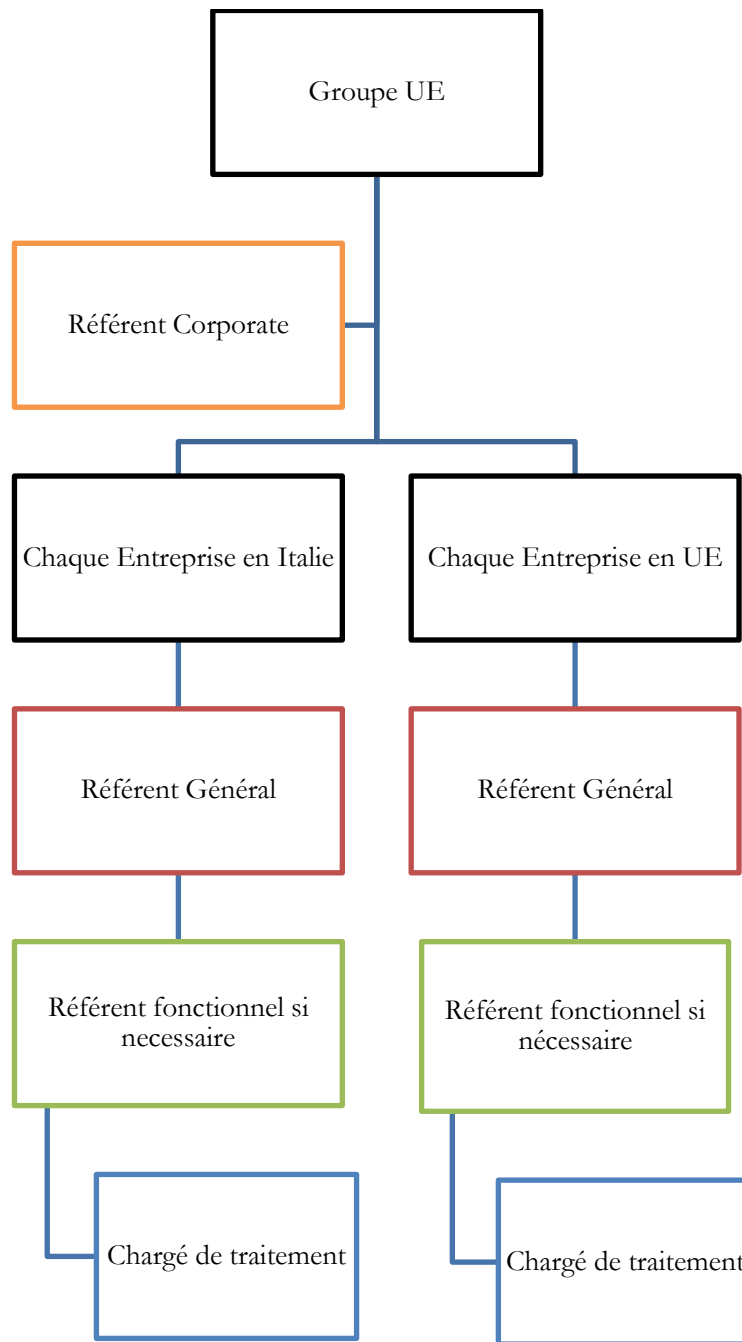 Groupe UE
Référent Corporate
Chaque Entreprise en Italie
Chaque Entreprise en UE
Référent Général
Référent Général
Référent fonctionnel si
necessaire
Référent fonctionnel si
nécessaire
Chargé de traitement
Chargé de traitement